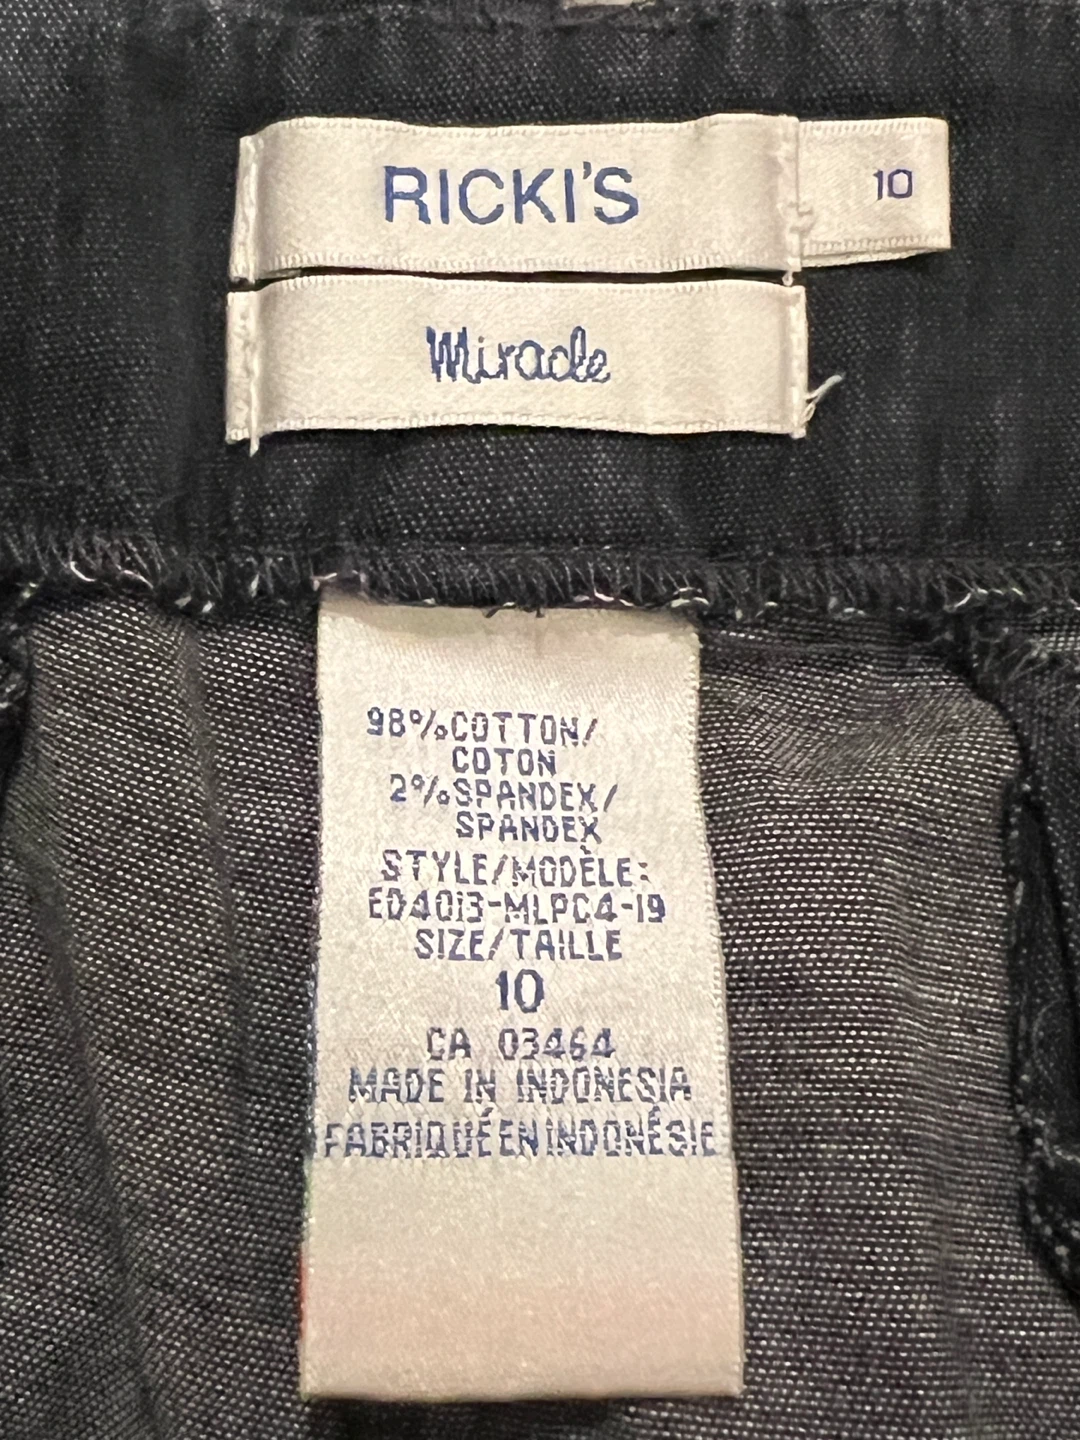 RICKI'S
10
Miracle
98%COTTON/
COTON
2%SPANDEX/
SPANDEX
STYLE/MODÈLE:
ED4013-MLPC4-19
SIZE/TAILLE
10
CA 03464
MADE IN INDONESIA
FABRIQUÉ EN INDONÉSIE